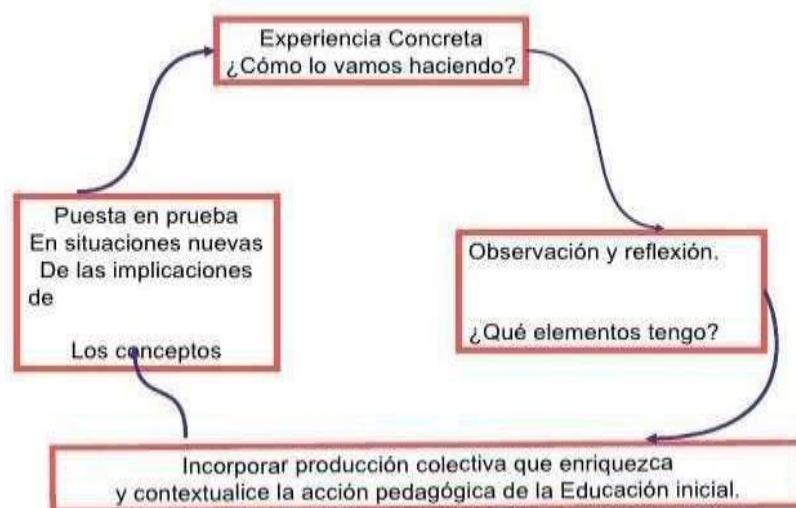 Experiencia Concreta
¿Cómo lo vamos haciendo?
Observación y reflexión.
¿Qué elementos tengo?
Incorporar producción colectiva que enriquezca
y contextualice la acción pedagógica de la Educación inicial.
Puesta en prueba
En situaciones nuevas
De las implicaciones
de
Los conceptos